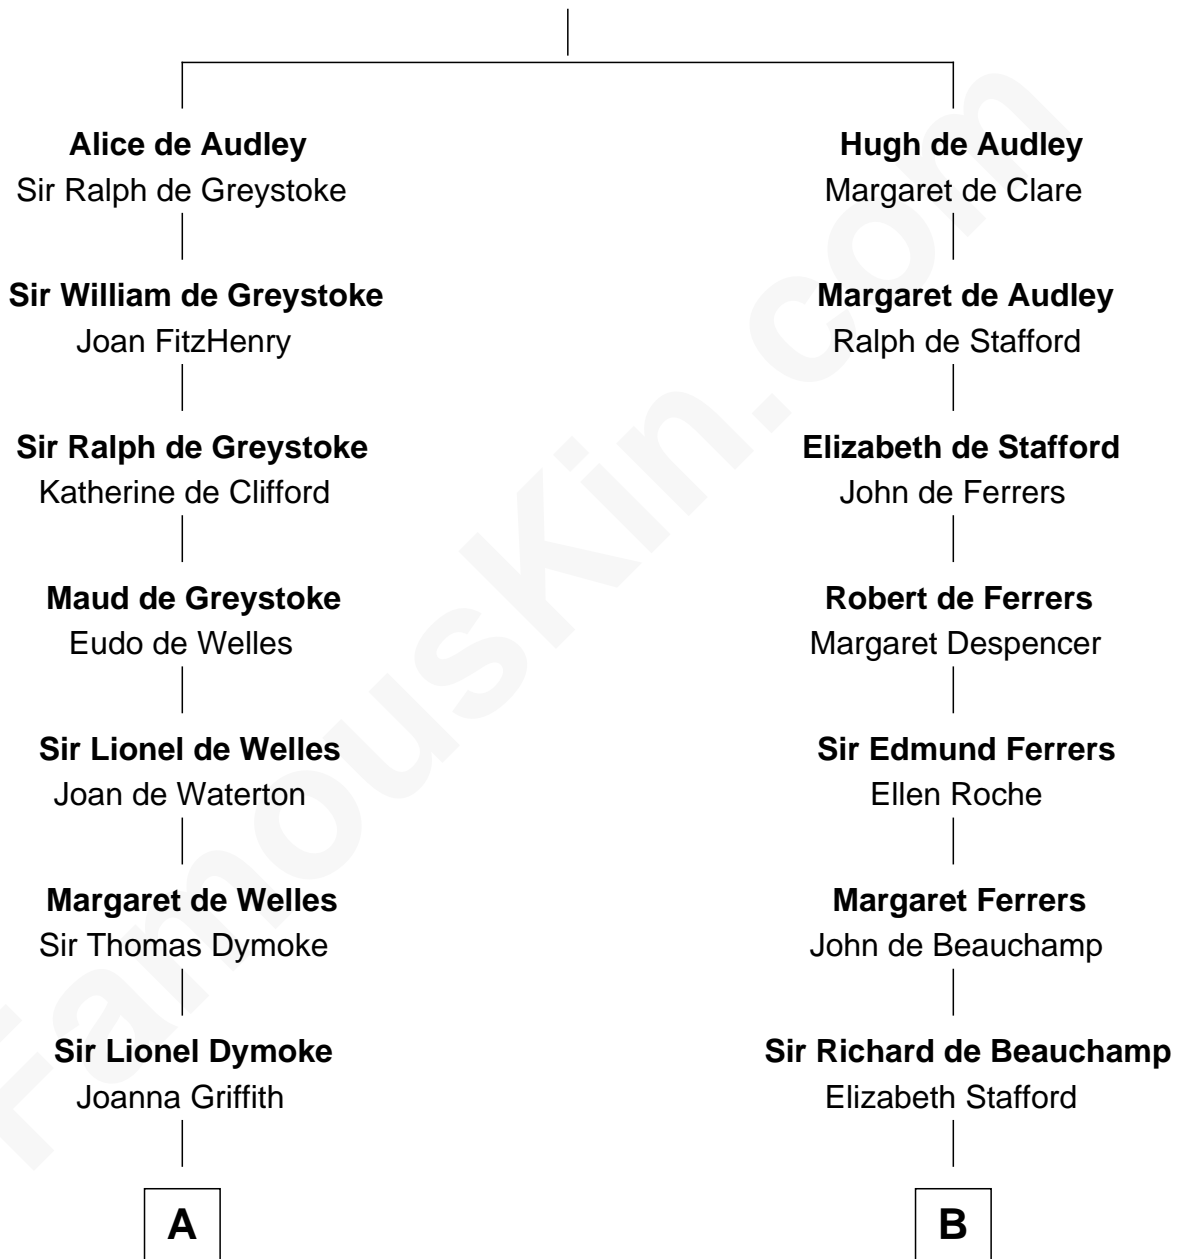 Alice de Audley
Sir Ralph de Greystoke
Sir William de Greystoke
Joan FitzHenry
Sir Ralph de Greystoke
Katherine de Clifford
Maud de Greystoke
Eudo de Welles
Sir Lionel de Welles
Joan de Waterton
Margaret de Welles
Sir Thomas Dymoke
Sir Lionel Dymoke
Joanna Griffith
A
Hugh de Audley
Margaret de Clare
Margaret de Audley
Ralph de Stafford
Elizabeth de Stafford
John de Ferrers
Robert de Ferrers
Margaret Despencer
Sir Edmund Ferrers
Ellen Roche
Margaret Ferrers
John de Beauchamp
Sir Richard de Beauchamp
Elizabeth Stafford
B
FamousKin.com